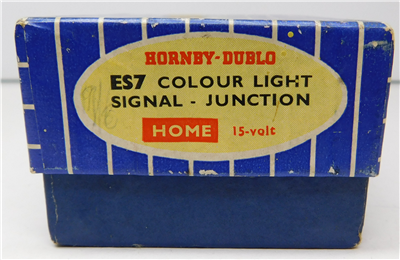 HORNBY-DUBLO
ES7 COLOUR LIGHT
SIGNAL - JUNCTION
HOME 15-volt